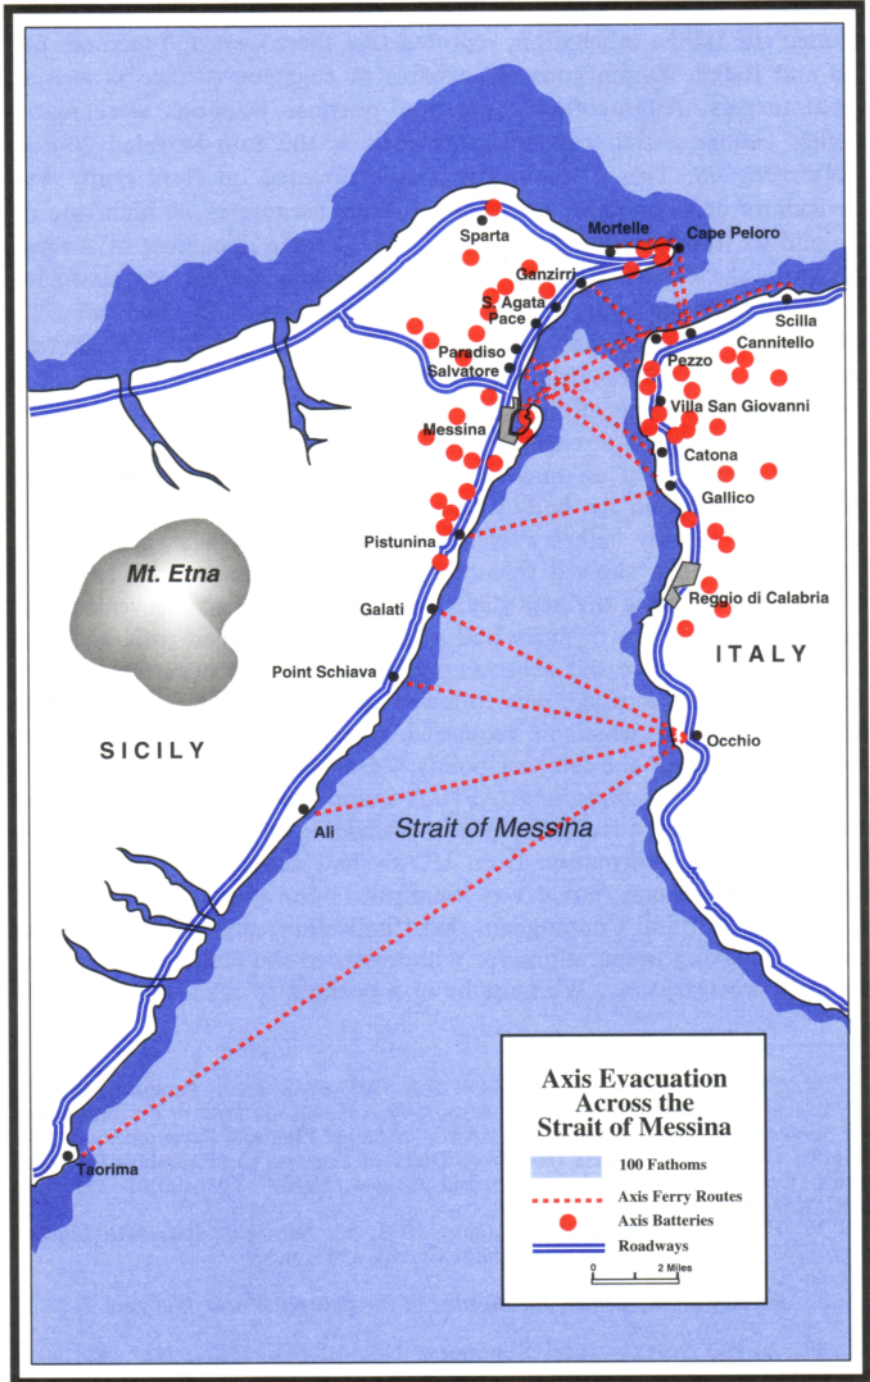 Sparta
Mortelle
Cape Peloro
Ganzirri
S. Agata
Pace
Scilla
Cannitello
Paradiso
Pezzo
Salvatore
Villa San Giovanni
Messina
Catona
Gallico
Pistunina
Mt. Etna
Reggio di Calabria
Galati
ITALY
Point Schiava
Occhio
SICILY
Ali
Strait of Messina
Taorima
Axis Evacuation
Across the
Strait of Messina
100 Fathoms
Axis Ferry Routes
Axis Batteries
Roadways
0 2 Miles